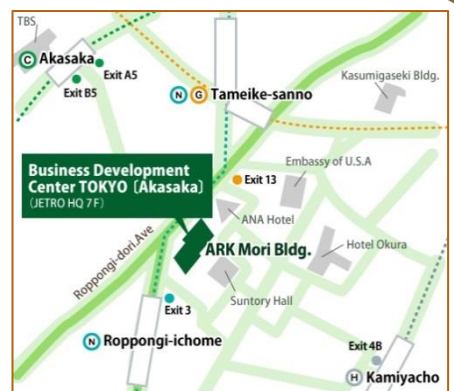 TBS
C Akasaka
Exit A5
Exit B5
N G Tameike-sanno
Kasumigaseki Bldg.
Business Development
Center TOKYO (Akasaka)
(JETRO HQ 7F)
Exit 13
Embassy of U.S.A
ANA Hotel
Roppongi-dori.Ave
ARK Mori Bldg.
Hotel Okura
Suntory Hall
Exit 3
N Roppongi-ichome
Exit 4B
H Kamiyacho